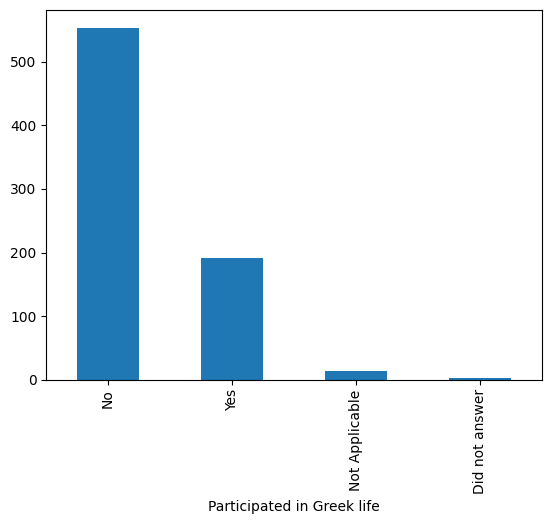 500
400
300
200
100
0
No
Yes
Not Applicable
Did not answer
Participated in Greek life